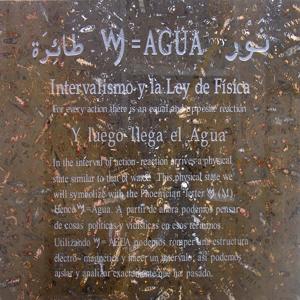 طائرة 𐤌=AGUA نور
Intervalismo y la Ley de Física
For every action there is an equal and opposite reaction
Y luego llega el Agua
In the interval of action- reaction arrives a physical
state similar to that of water. This physical state we
will symbolize with the Phoenician letter 𐤌 (M).
Hence 𐤌=Agua. A partir de ahora podemos pensar
de cosas politicas y vidísticas en esos términos.
Utilizando 𐤌= AGUA podemos romper una estructura
electro- magnética y hacer un intervalo, así podemos
aislar y analizar exactamente que ha pasado.